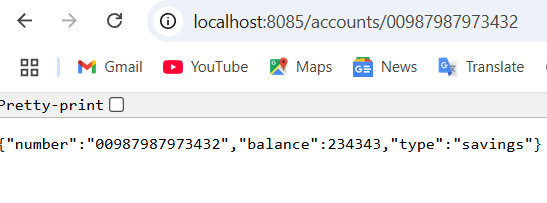 localhost:8085/accounts/00987987973432
Gmail YouTube Maps News Translate
Pretty-print
{"number":"00987987973432","balance":234343,"type":"savings"}